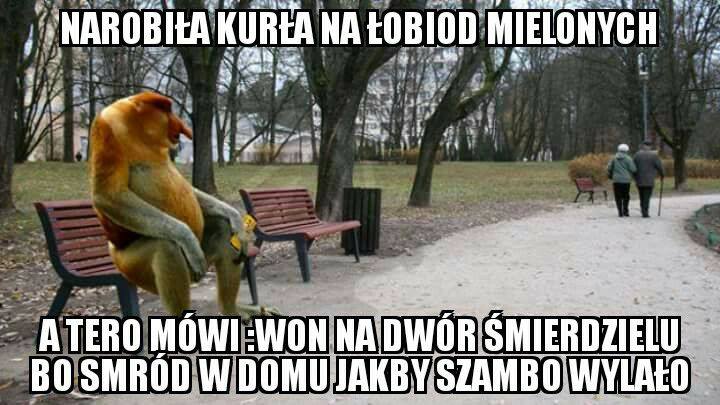 NAROBIŁA KURŁA NA ŁOBIOD MIELONYCH
A TERO MÓWI :WON NA DWÓR ŚMIERDZIELU
BO SMRÓD W DOMU JAKBY SZAMBO WYLAŁO